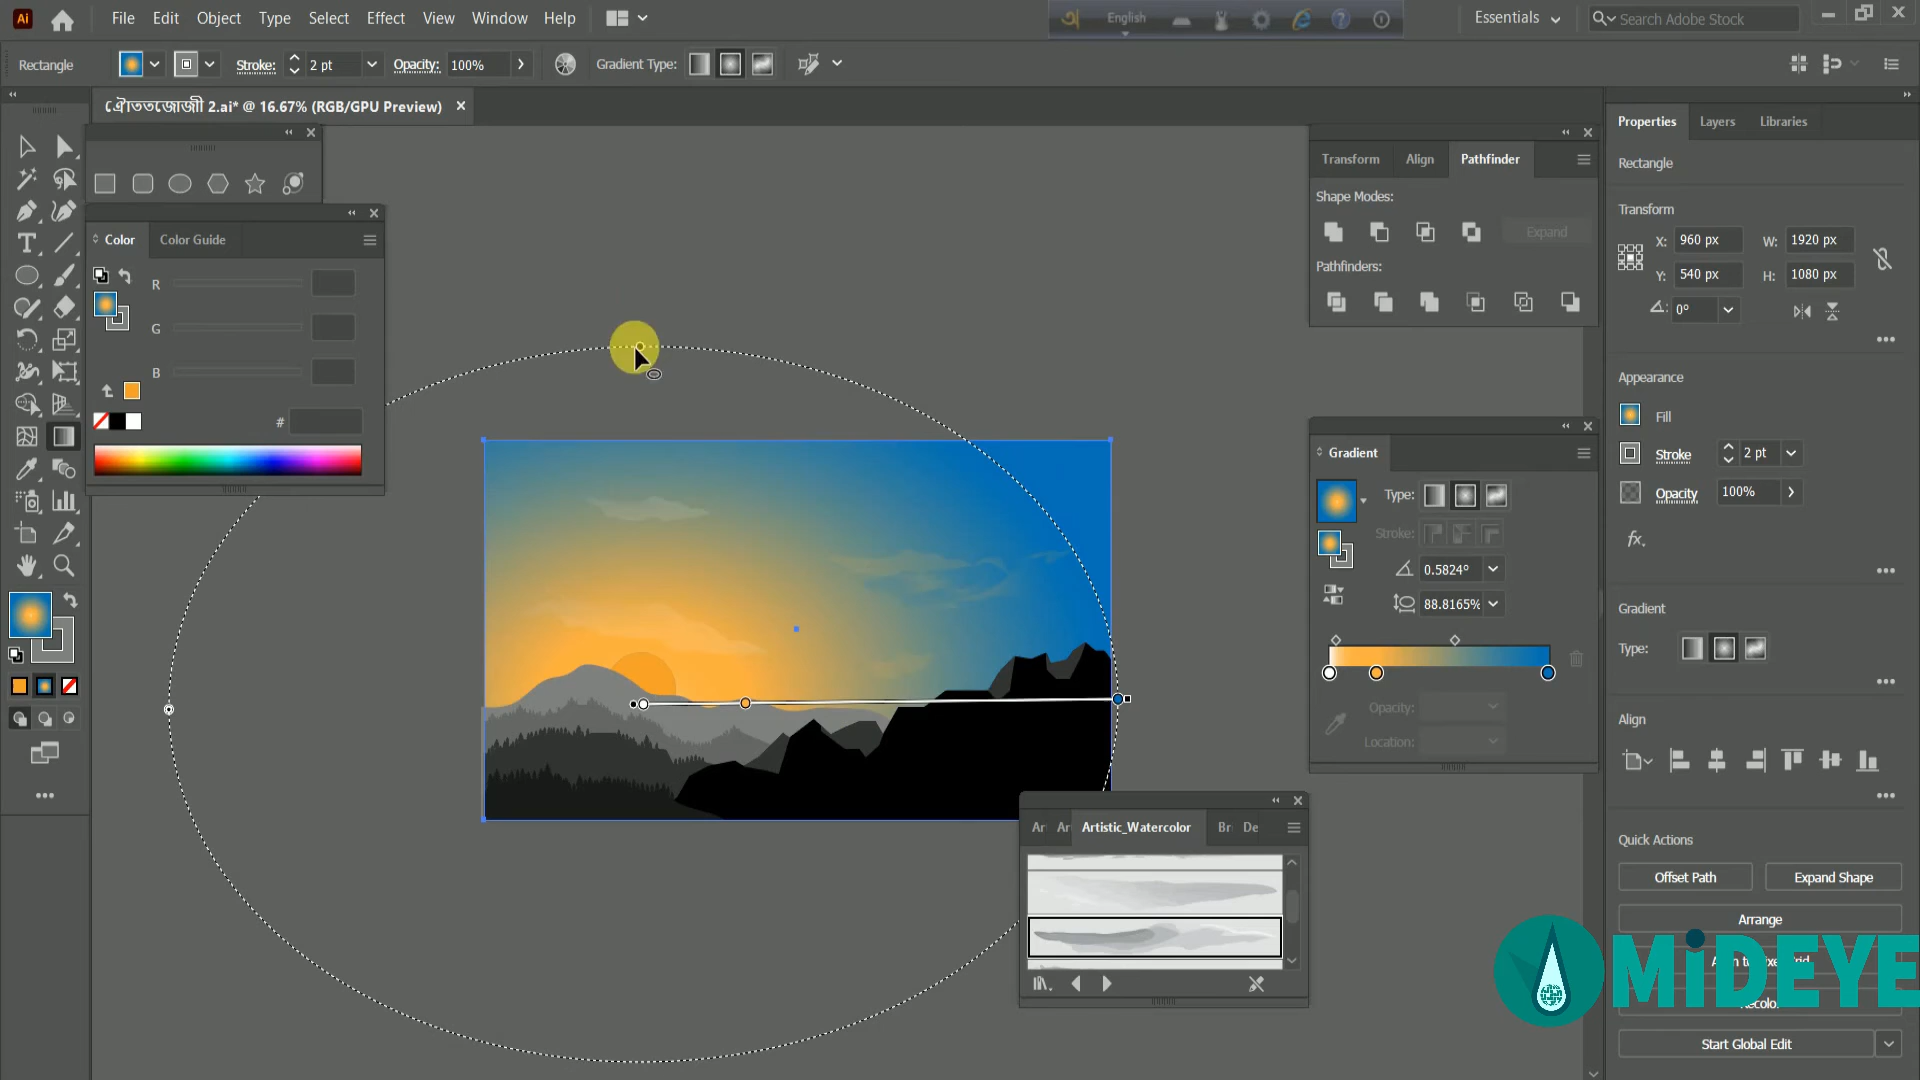 Ai File Edit Object Type Select Effect View Window Help
English
Essentials
Search Adobe Stock
Rectangle Stroke: 2 pt Opacity: 100% Gradient Type:
2.ai* @ 16.67% (RGB/GPU Preview)
Color Color Guide
R
G
B
#
Transform Align Pathfinder
Shape Modes:
Expand
Pathfinders:
Gradient
Type:
Stroke:
0.5824°
88.8165%
Opacity:
Location:
Artistic_Watercolor
Ar Ar Br De
Properties Layers Libraries
Rectangle
Transform
X: 960 px W: 1920 px
Y: 540 px H: 1080 px
0°
Appearance
Fill
Stroke 2 pt
Opacity 100%
fx.
Gradient
Type:
Align
Quick Actions
Offset Path Expand Shape
Arrange
Start Global Edit
MiDEYE